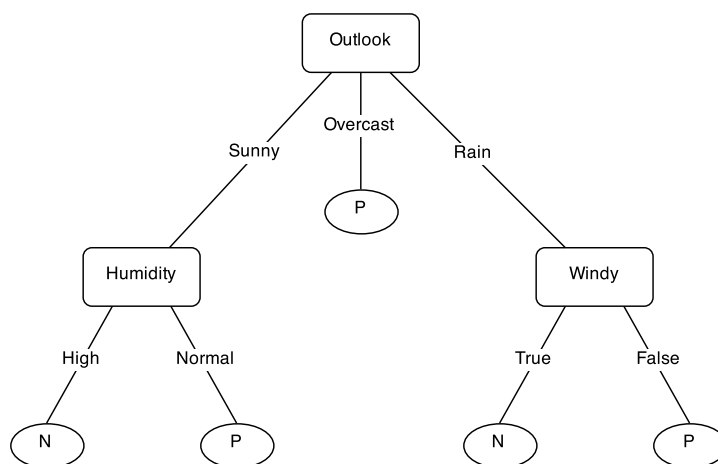 Outlook
Overcast
Sunny
Rain
P
Humidity
Windy
High
Normal
True
False
N
P
N
P